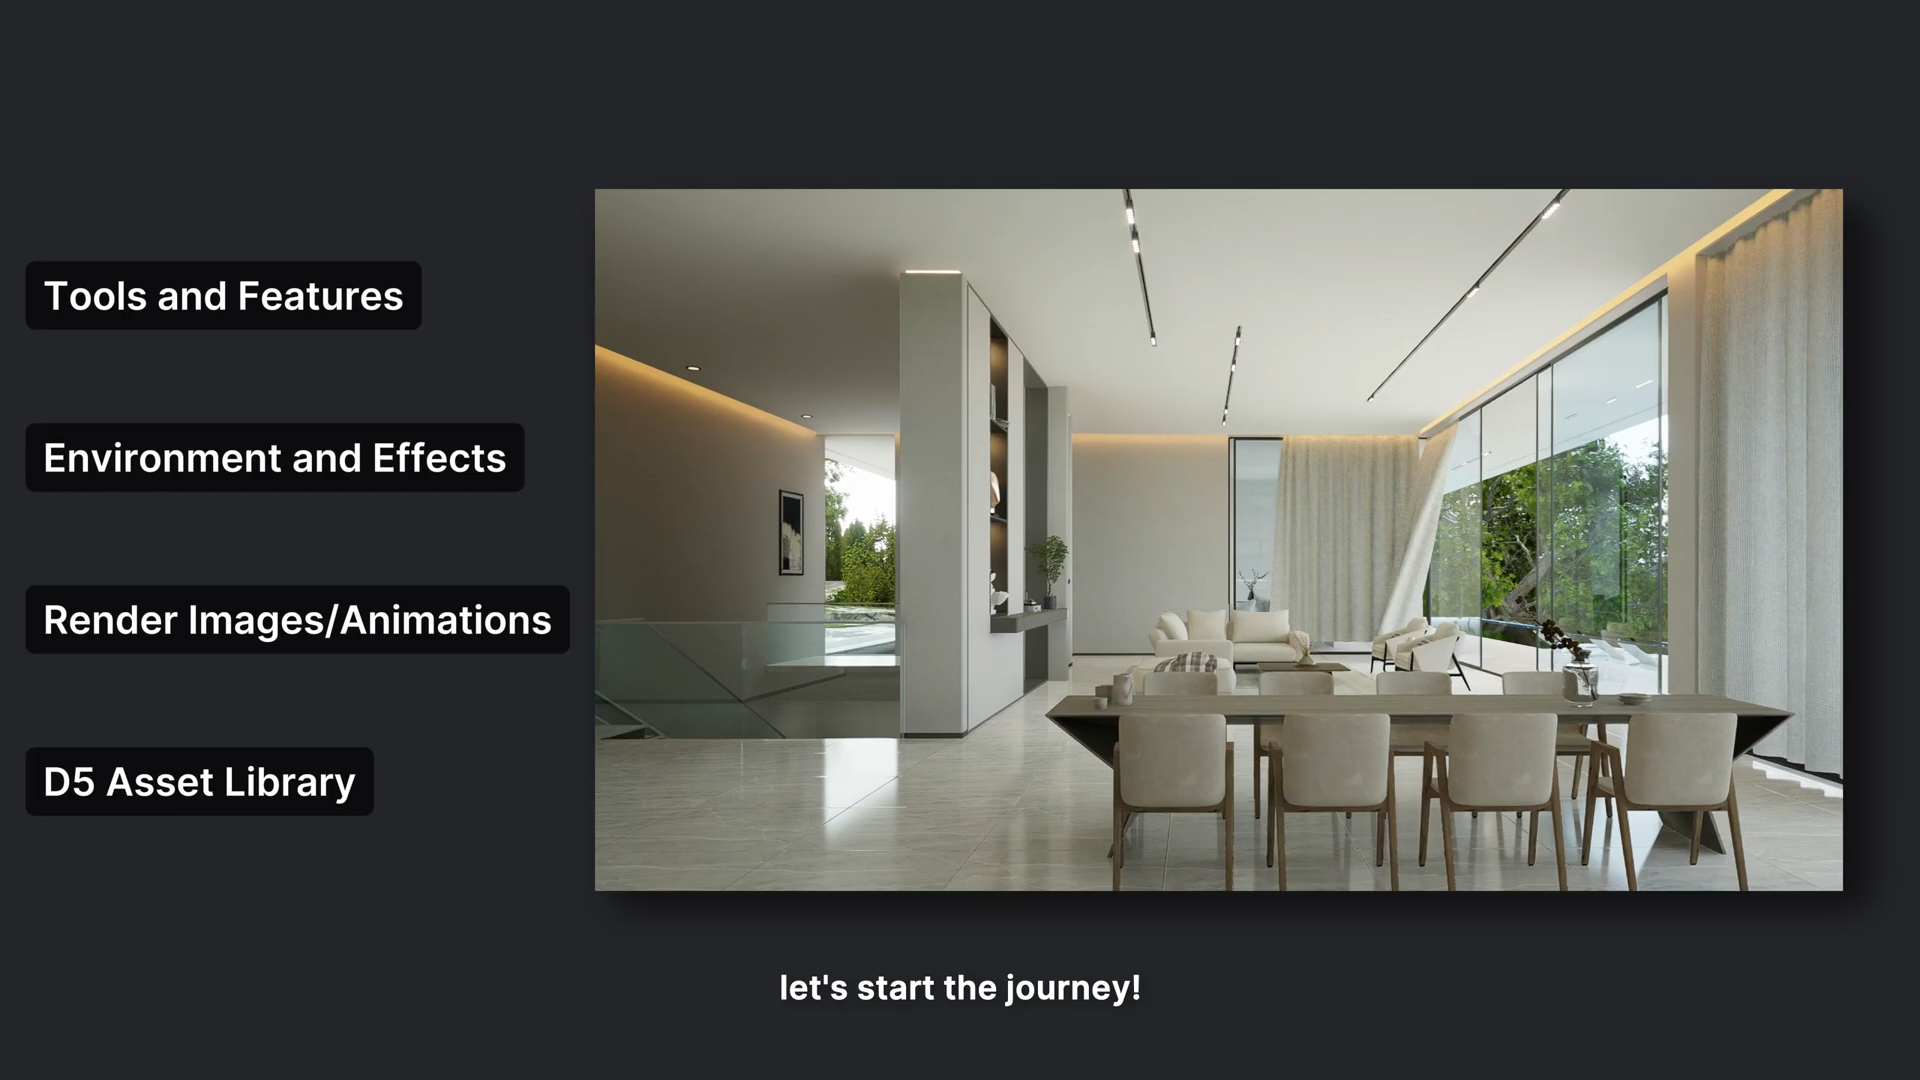 Tools and Features
Environment and Effects
Render Images/Animations
D5 Asset Library
let's start the journey!